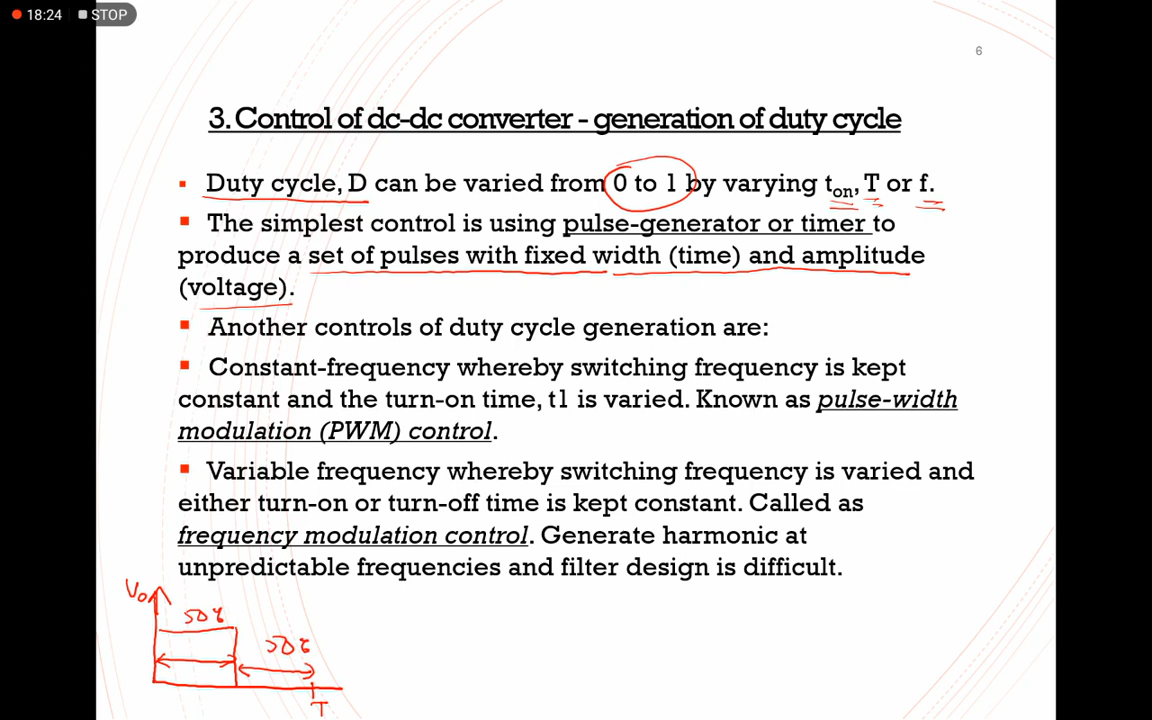 18:24 STOP
6
3. Control of dc-dc converter - generation of duty cycle
▪ Duty cycle, D can be varied from 0 to 1 by varying ton, T or f.
▪ The simplest control is using pulse-generator or timer to
produce a set of pulses with fixed width (time) and amplitude
(voltage).
▪ Another controls of duty cycle generation are:
▪ Constant-frequency whereby switching frequency is kept
constant and the turn-on time, t1 is varied. Known as pulse-width
modulation (PWM) control.
▪ Variable frequency whereby switching frequency is varied and
either turn-on or turn-off time is kept constant. Called as
frequency modulation control. Generate harmonic at
unpredictable frequencies and filter design is difficult.
Vo
50%
50%
T